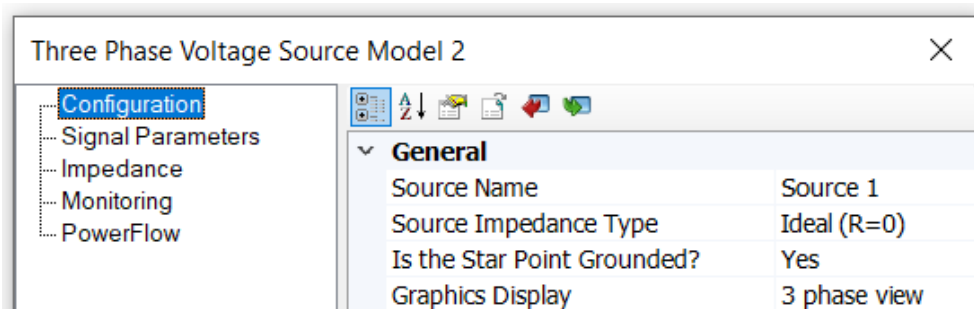 Three Phase Voltage Source Model 2
Configuration
Signal Parameters
Impedance
Monitoring
PowerFlow
General
Source Name Source 1
Source Impedance Type Ideal (R=0)
Is the Star Point Grounded? Yes
Graphics Display 3 phase view